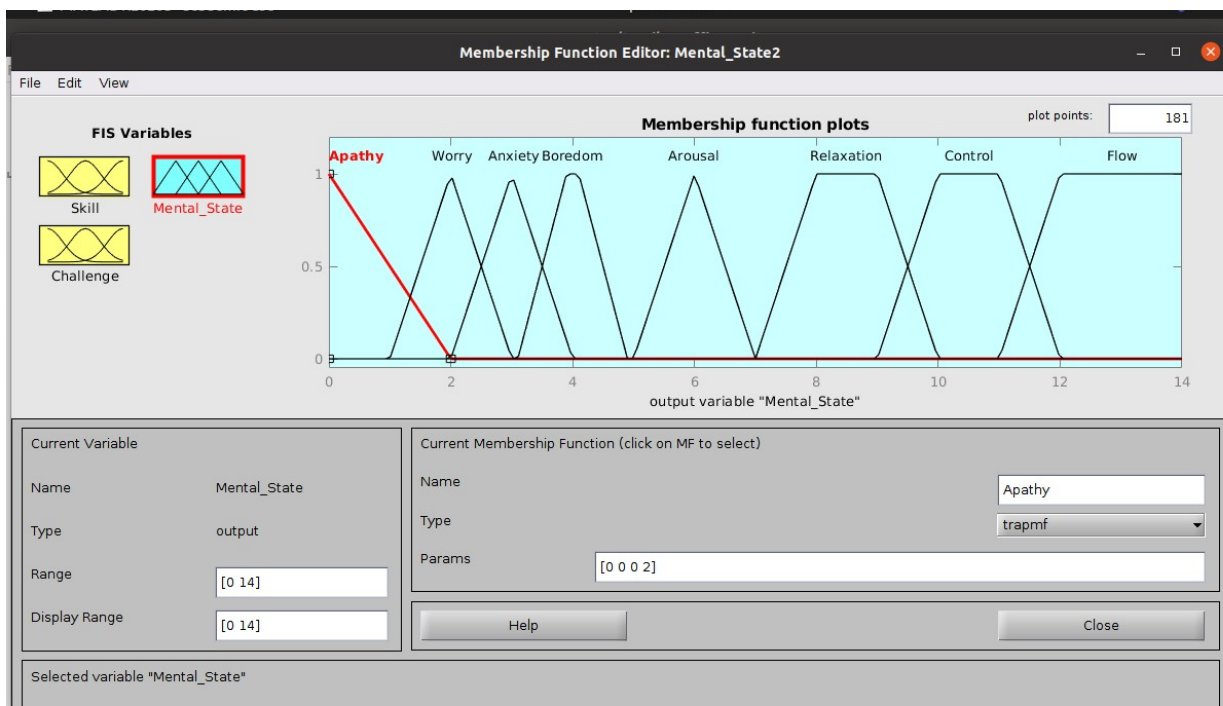 Membership Function Editor: Mental_State2
File Edit View
FIS Variables
Skill
Mental_State
Challenge
Membership function plots
plot points:
181
Apathy Worry Anxiety Boredom Arousal Relaxation Control Flow
1
0.5
0
0 2 4 6 8 10 12 14
output variable "Mental_State"
Current Variable
Name Mental_State
Type output
Range [0 14]
Display Range [0 14]
Current Membership Function (click on MF to select)
Name Apathy
Type trapmf
Params [0 0 0 2]
Help
Close
Selected variable "Mental_State"